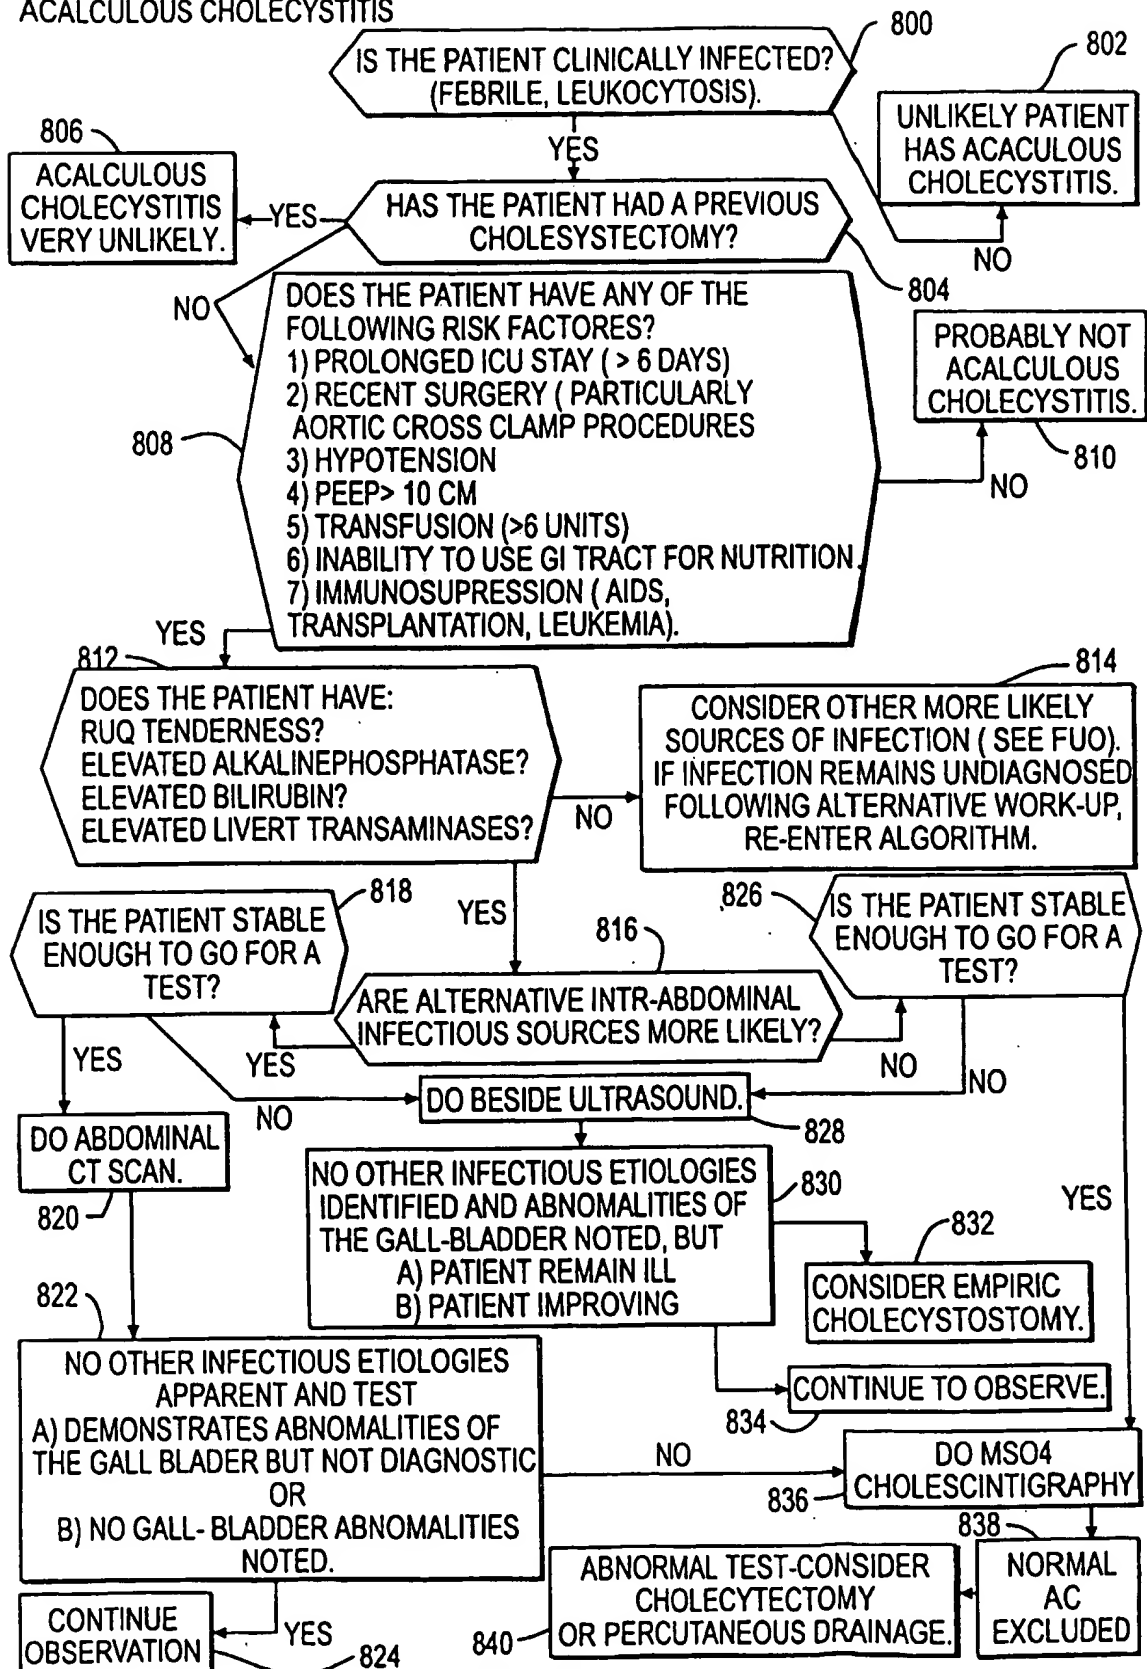 ACALCULOUS CHOLECYSTITIS
800
IS THE PATIENT CLINICALLY INFECTED?
(FEBRILE, LEUKOCYTOSIS).
802
UNLIKELY PATIENT
HAS ACACULOUS
CHOLECYSTITIS.
NO
YES
806
ACALCULOUS
CHOLECYSTITIS
VERY UNLIKELY.
YES
HAS THE PATIENT HAD A PREVIOUS
CHOLESYSTECTOMY?
804
NO
DOES THE PATIENT HAVE ANY OF THE
FOLLOWING RISK FACTORES?
1) PROLONGED ICU STAY ( > 6 DAYS)
2) RECENT SURGERY ( PARTICULARLY
AORTIC CROSS CLAMP PROCEDURES
3) HYPOTENSION
4) PEEP> 10 CM
5) TRANSFUSION (>6 UNITS)
6) INABILITY TO USE GI TRACT FOR NUTRITION.
7) IMMUNOSUPRESSION ( AIDS,
TRANSPLANTATION, LEUKEMIA).
808
PROBABLY NOT
ACALCULOUS
CHOLECYSTITIS.
810
NO
YES
812
DOES THE PATIENT HAVE:
RUQ TENDERNESS?
ELEVATED ALKALINEPHOSPHATASE?
ELEVATED BILIRUBIN?
ELEVATED LIVERT TRANSAMINASES?
NO
814
CONSIDER OTHER MORE LIKELY
SOURCES OF INFECTION ( SEE FUO).
IF INFECTION REMAINS UNDIAGNOSED
FOLLOWING ALTERNATIVE WORK-UP,
RE-ENTER ALGORITHM.
YES
818
IS THE PATIENT STABLE
ENOUGH TO GO FOR A
TEST?
816
ARE ALTERNATIVE INTR-ABDOMINAL
INFECTIOUS SOURCES MORE LIKELY?
826
IS THE PATIENT STABLE
ENOUGH TO GO FOR A
TEST?
YES
YES
NO
NO
NO
DO BESIDE ULTRASOUND.
828
DO ABDOMINAL
CT SCAN.
820
NO OTHER INFECTIOUS ETIOLOGIES
IDENTIFIED AND ABNOMALITIES OF
THE GALL-BLADDER NOTED, BUT
A) PATIENT REMAIN ILL
B) PATIENT IMPROVING
830
YES
832
CONSIDER EMPIRIC
CHOLECYSTOSTOMY.
CONTINUE TO OBSERVE.
834
822
NO OTHER INFECTIOUS ETIOLOGIES
APPARENT AND TEST
A) DEMONSTRATES ABNOMALITIES OF
THE GALL BLADER BUT NOT DIAGNOSTIC
OR
B) NO GALL- BLADDER ABNOMALITIES
NOTED.
NO
DO MSO4
CHOLESCINTIGRAPHY
836
838
NORMAL
AC
EXCLUDED
ABNORMAL TEST-CONSIDER
CHOLECYTECTOMY
OR PERCUTANEOUS DRAINAGE.
840
YES
CONTINUE
OBSERVATION
824